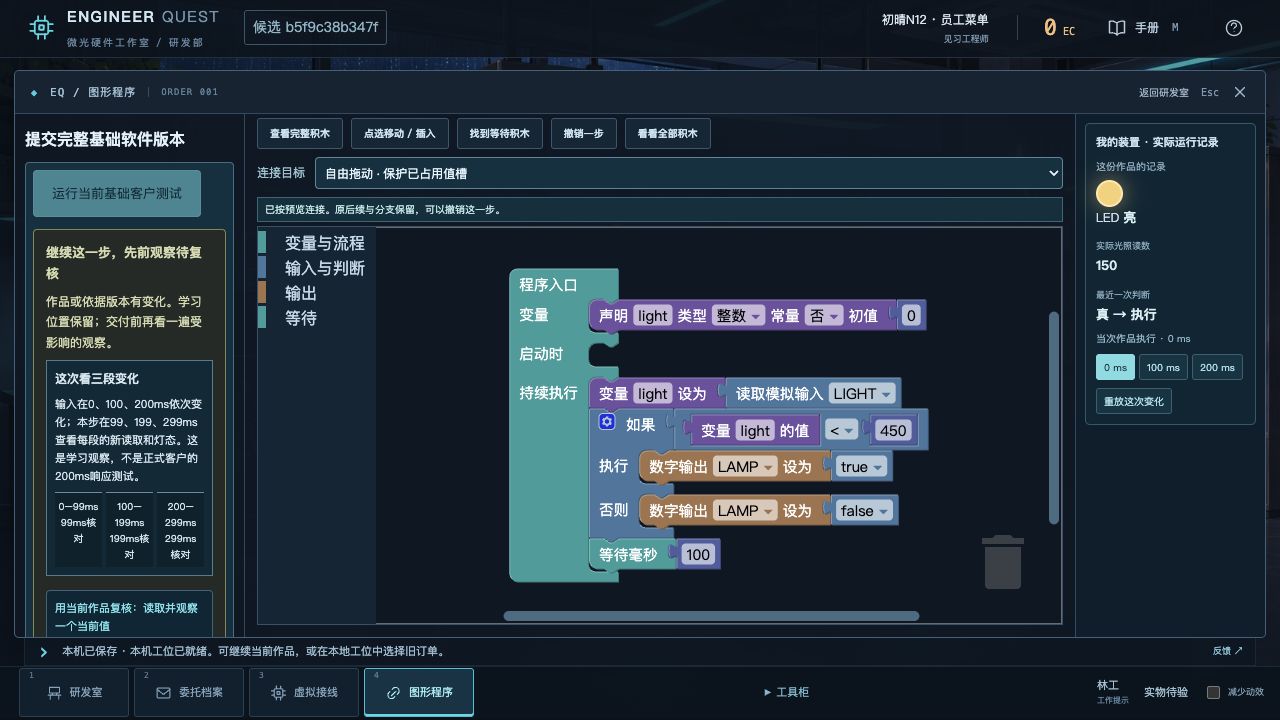 ENGINEER QUEST
微光硬件工作室 / 研发部
候选 b5f9c38b347f
初晴N12 · 员工菜单
见习工程师
0 EC
手册 M
EQ / 图形程序
ORDER 001
返回研发室 Esc
提交完整基础软件版本
运行当前基础客户测试
继续这一步，先前观察待复
核
作品或依据版本有变化。学习
位置保留；交付前再看一遍受
影响的观察。
这次看三段变化
输入在0、100、200ms依次变
化；本步在99、199、299ms
查看每段的新读数和灯态。这
是学习观察，不是正式客户的
200ms响应测试。
0—99ms
99ms核
对
100—
199ms
199ms核
对
200—
299ms
299ms
核对
用当前作品复核：读取并观察
一个当前值
查看完整积木
点选移动 / 插入
找到等待积木
撤销一步
看看全部积木
连接目标
自由拖动 · 保护已占用值槽
已按预览连接。原后续与分支保留，可以撤销这一步。
变量与流程
输入与判断
输出
等待
程序入口
变量
声明 light 类型 整数 常量 否 初值 0
启动时
持续执行
变量 light 设为 读取模拟输入 LIGHT
如果 变量 light 的值 < 450
执行 数字输出 LAMP 设为 true
否则 数字输出 LAMP 设为 false
等待毫秒 100
我的装置 · 实际运行记录
这份作品的记录
LED 亮
实际光照读数
150
最近一次判断
真 → 执行
当次作品执行 · 0 ms
0 ms
100 ms
200 ms
重放这次变化
本机已保存 · 本机工位已就绪。可继续当前作品，或在本地工位中选择旧订单。
反馈 ↗
1 研发室
2 委托档案
3 虚拟接线
4 图形程序
工具柜
林工
工作提示
实物待验
减少动效